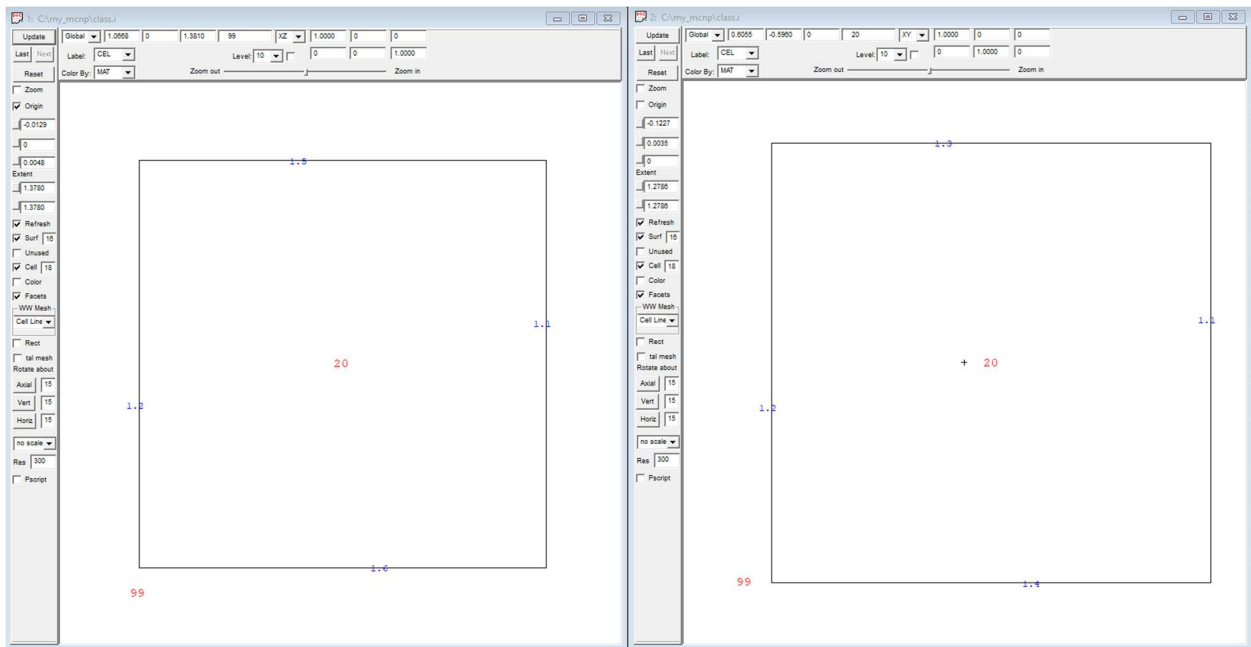 1: C:\my_mcnp\class.i
Update Global 1.0668 0 1.3810 99 XZ 1.0000 0 0
Last Next Label: CEL Level: 10 0 0 1.0000
Reset Color By: MAT Zoom out Zoom in
Zoom
Origin
-0.0129
0
0.0048
Extent
1.3780
1.3780
Refresh
Surf 16
Unused
Cell 18
Color
Facets
WW Mesh
Cell Line
Rect
tal mesh
Rotate about
Axial 15
Vert 15
Horiz 15
no scale
Res 300
Pscript
1.5
1.1
20
1.2
1.6
99
2: C:\my_mcnp\class.i
Update Global 0.6055 -0.5960 0 20 XY 1.0000 0 0
Last Next Label: CEL Level: 10 0 1.0000 0
Reset Color By: MAT Zoom out Zoom in
Zoom
Origin
-0.1227
0.0035
0
Extent
1.2786
1.2786
Refresh
Surf 16
Unused
Cell 18
Color
Facets
WW Mesh
Cell Line
Rect
tal mesh
Rotate about
Axial 15
Vert 15
Horiz 15
no scale
Res 300
Pscript
1.3
1.1
20
1.2
99
1.4